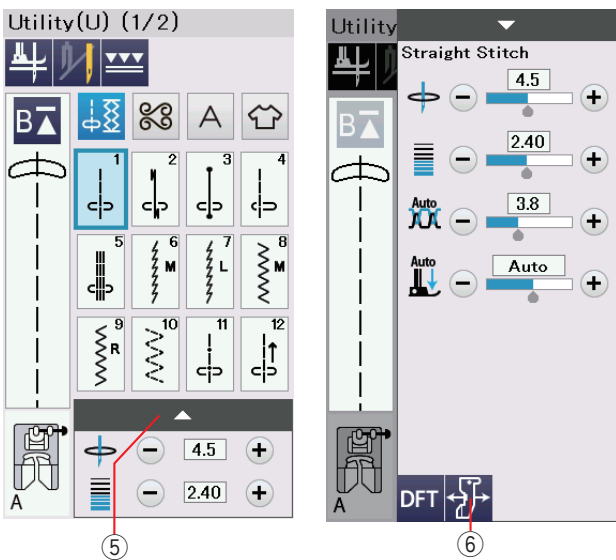 Utility(U) (1/2)
B
A
1 2 3 4
5 6 M 7 L 8 M
9 R 10 11 12
4.5
2.40
A
⑤
Utility
Straight Stitch
B
4.5
2.40
Auto
3.8
Auto
Auto
A
DFT
⑥